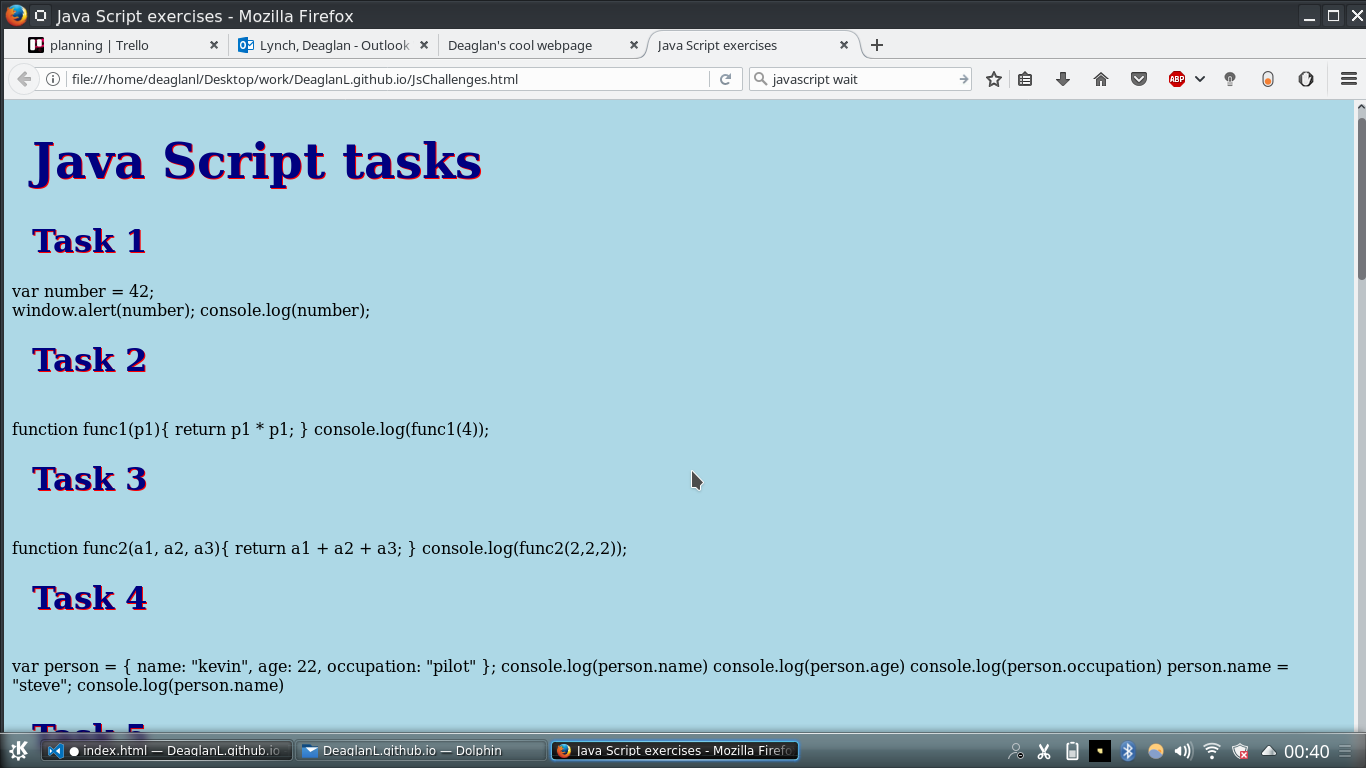 Java Script exercises - Mozilla Firefox
planning | Trello
Lynch, Deaglan - Outlook
Deaglan's cool webpage
Java Script exercises
file:///home/deaglanl/Desktop/work/DeaglanL.github.io/JsChallenges.html
javascript wait
ABP
Java Script tasks
Task 1
var number = 42;
window.alert(number); console.log(number);
Task 2
function func1(p1){ return p1 * p1; } console.log(func1(4));
Task 3
function func2(a1, a2, a3){ return a1 + a2 + a3; } console.log(func2(2,2,2));
Task 4
var person = { name: "kevin", age: 22, occupation: "pilot" }; console.log(person.name) console.log(person.age) console.log(person.occupation) person.name =
"steve"; console.log(person.name)
Task 5
index.html — DeaglanL.github.io
DeaglanL.github.io — Dolphin
Java Script exercises - Mozilla Firefo
00:40